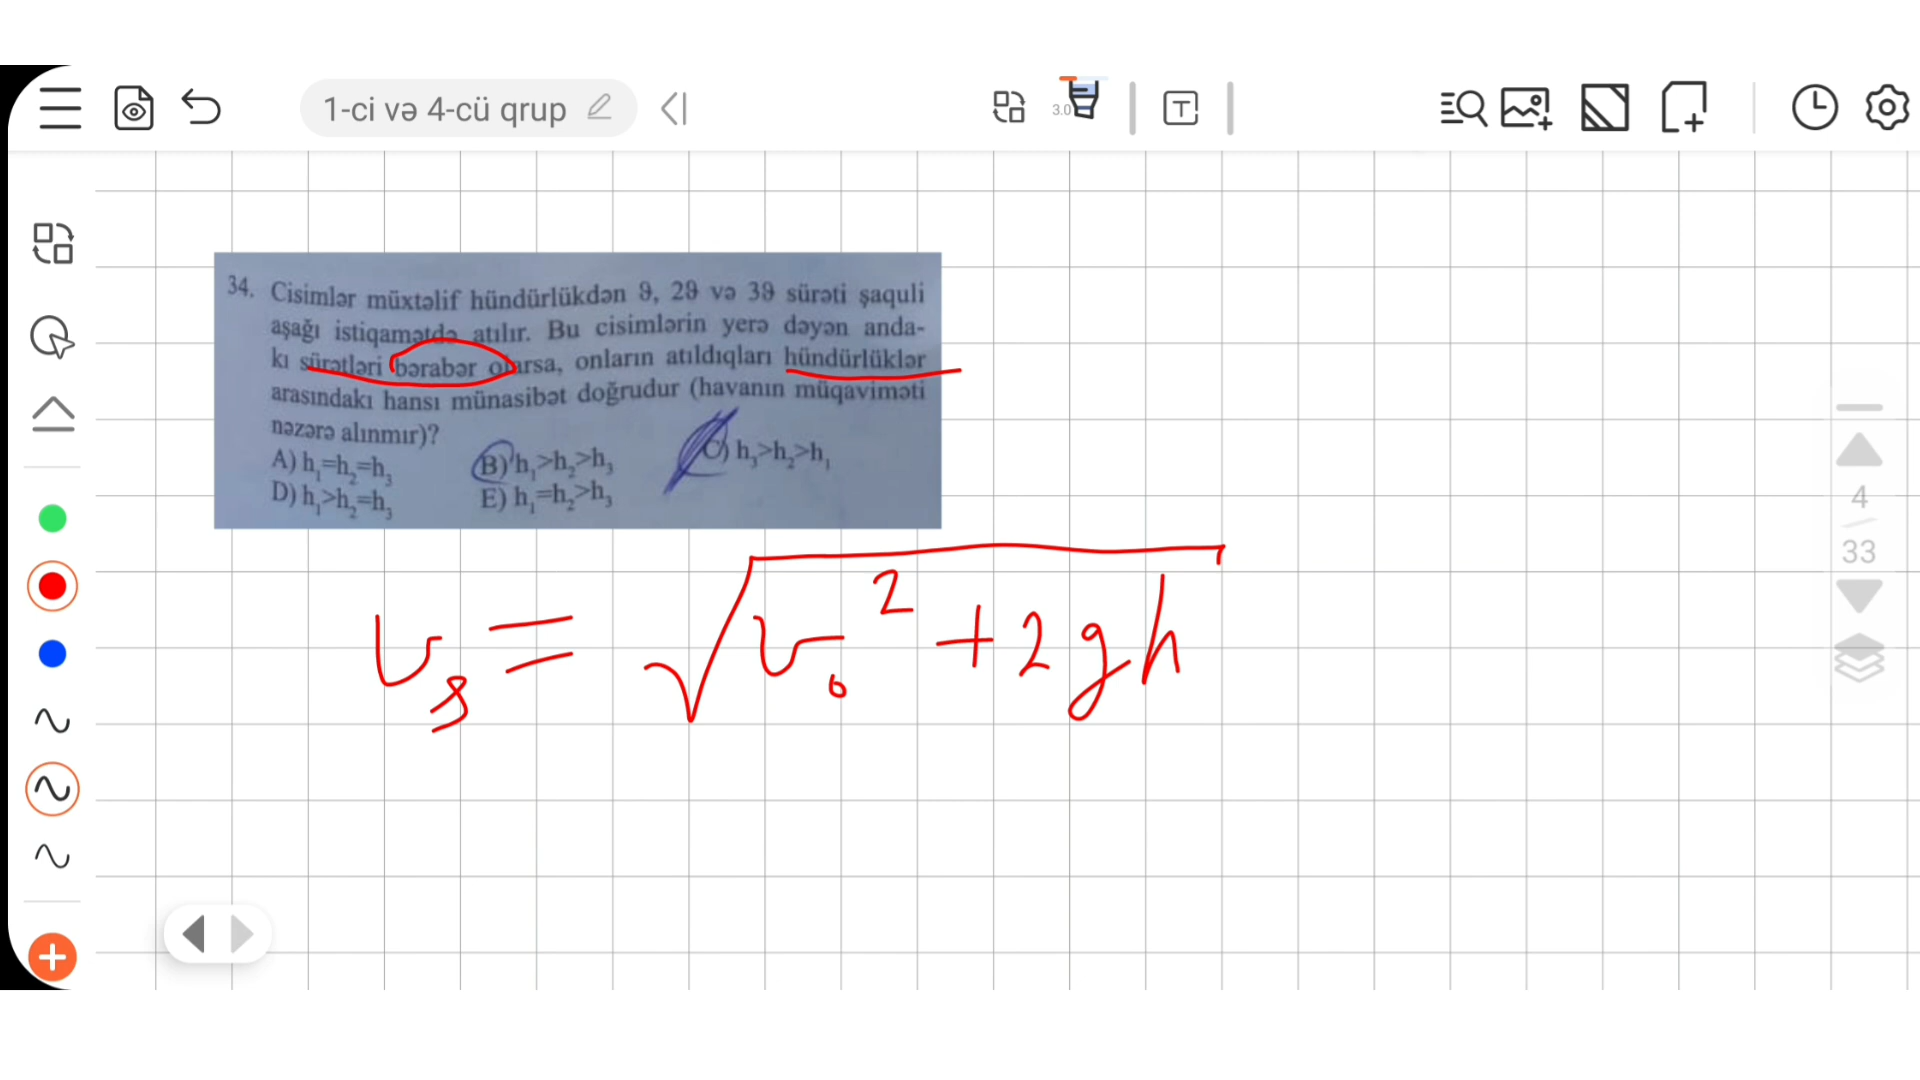 1-ci və 4-cü qrup
3.0
T
34. Cisimlər müxtəlif hündürlükdən ϑ, 2ϑ və 3ϑ sürəti şaquli
aşağı istiqamətdə atılır. Bu cisimlərin yerə dəyən anda-
kı sürətləri bərabər olarsa, onların atıldıqları hündürlüklər
arasındakı hansı münasibət doğrudur (havanın müqaviməti
nəzərə alınmır)?
A) h₁=h₂=h₃ B) h₁>h₂>h₃ C) h₃>h₂>h₁
D) h₁>h₂=h₃ E) h₁=h₂>h₃
4
33
= √υ₀² + 2gh